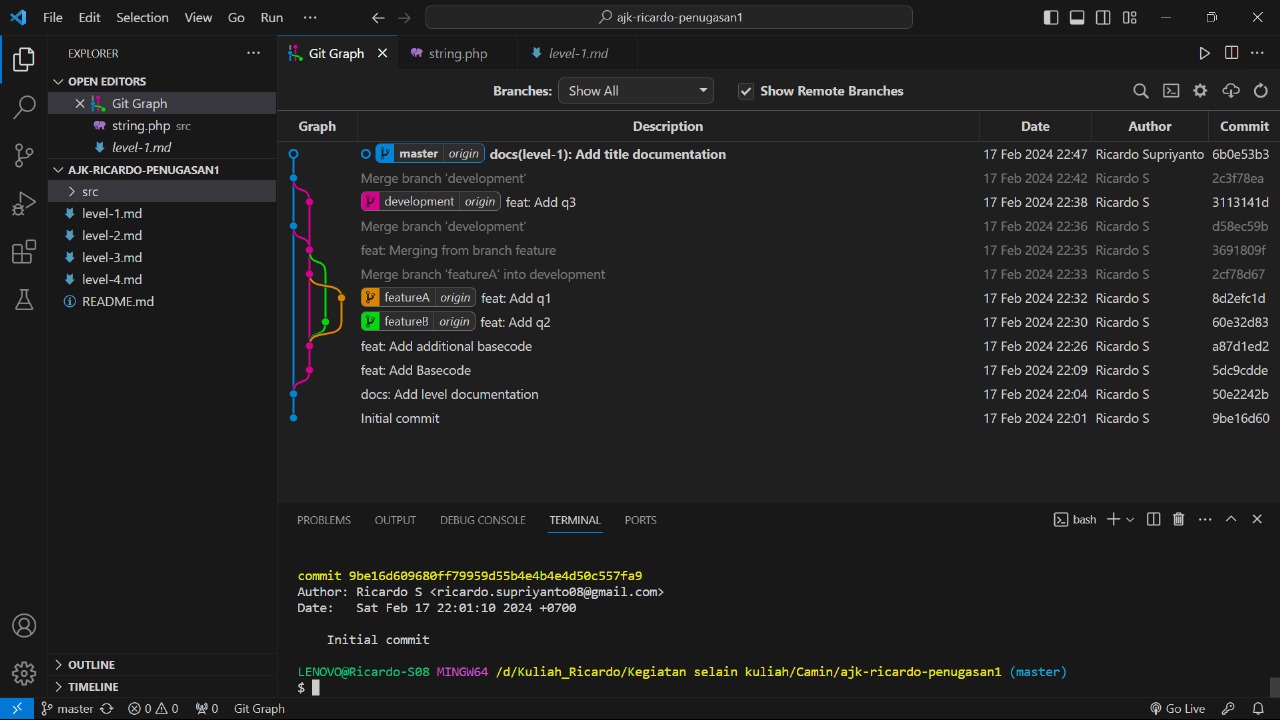 File Edit Selection View Go Run ··· ajk-ricardo-penugasan1
EXPLORER ···
Git Graph string.php level-1.md
OPEN EDITORS
Git Graph
string.php src
level-1.md
AJK-RICARDO-PENUGASAN1
src
level-1.md
level-2.md
level-3.md
level-4.md
README.md
OUTLINE
TIMELINE
Branches: Show All Show Remote Branches
Graph Description Date Author Commit
master origin docs(level-1): Add title documentation 17 Feb 2024 22:47 Ricardo Supriyanto 6b0e53b3
Merge branch 'development' 17 Feb 2024 22:42 Ricardo S 2c3f78ea
development origin feat: Add q3 17 Feb 2024 22:38 Ricardo S 3113141d
Merge branch 'development' 17 Feb 2024 22:36 Ricardo S d58ec59b
feat: Merging from branch feature 17 Feb 2024 22:35 Ricardo S 3691809f
Merge branch 'featureA' into development 17 Feb 2024 22:33 Ricardo S 2cf78d67
featureA origin feat: Add q1 17 Feb 2024 22:32 Ricardo S 8d2efc1d
featureB origin feat: Add q2 17 Feb 2024 22:30 Ricardo S 60e32d83
feat: Add additional basecode 17 Feb 2024 22:26 Ricardo S a87d1ed2
feat: Add Basecode 17 Feb 2024 22:09 Ricardo S 5dc9cdde
docs: Add level documentation 17 Feb 2024 22:04 Ricardo S 50e2242b
Initial commit 17 Feb 2024 22:01 Ricardo S 9be16d60
PROBLEMS OUTPUT DEBUG CONSOLE TERMINAL PORTS bash
commit 9be16d609680ff79959d55b4e4b4e4d50c557fa9
Author: Ricardo S <ricardo.supriyanto08@gmail.com>
Date: Sat Feb 17 22:01:10 2024 +0700
Initial commit
LENOVO@Ricardo-S08 MINGW64 /d/Kuliah_Ricardo/Kegiatan selain kuliah/Camin/ajk-ricardo-penugasan1 (master)
$
master 0 0 0 Git Graph Go Live